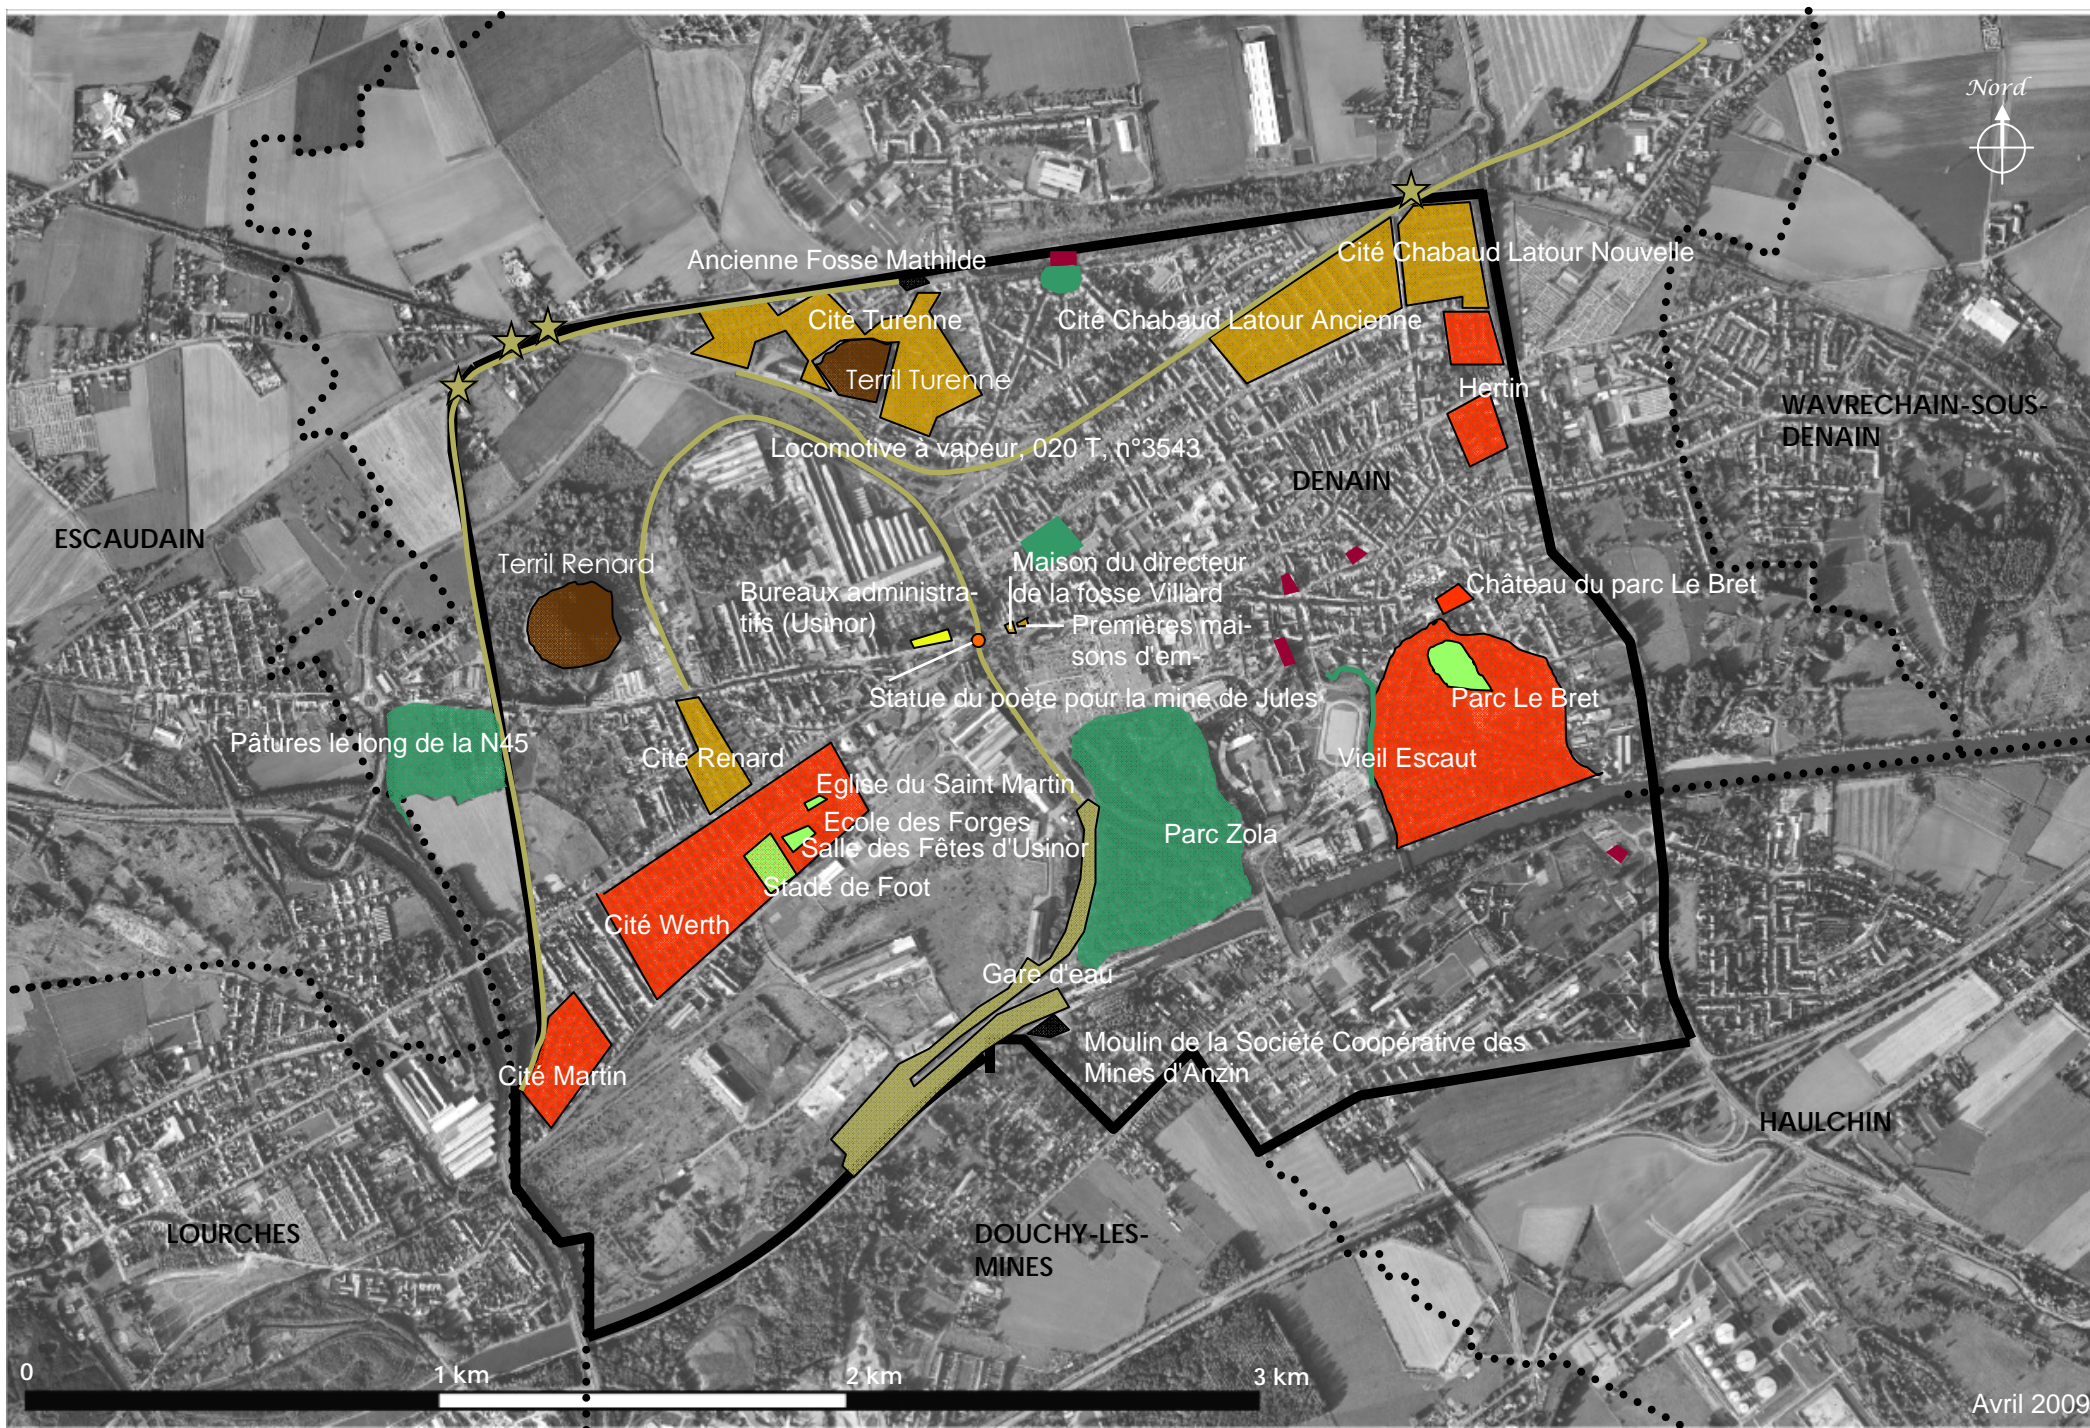 Nord
Ancienne Fosse Mathilde
Cité Chabaud Latour Nouvelle
Cité Turenne
Cité Chabaud Latour Ancienne
Terril Turenne
Hertin
WAVRECHAIN-SOUS-
DENAIN
Locomotive à vapeur, 020 T, n°3543
DENAIN
ESCAUDAIN
Terril Renard
Maison du directeur
de la fosse Villard
Bureaux administra-
tifs (Usinor)
Château du parc Le Bret
Premières mai-
sons d'em-
Statue du poète pour la mine de Jules
Parc Le Bret
Pâtures le long de la N45
Cité Renard
Vieil Escaut
Eglise du Saint Martin
Ecole des Forges
Parc Zola
Salle des Fêtes d'Usinor
Stade de Foot
Cité Werth
Gare d'eau
Moulin de la Société Coopérative des
Mines d'Anzin
Cité Martin
HAULCHIN
LOURCHES
DOUCHY-LES-
MINES
0
1 km
2 km
3 km
Avril 2009